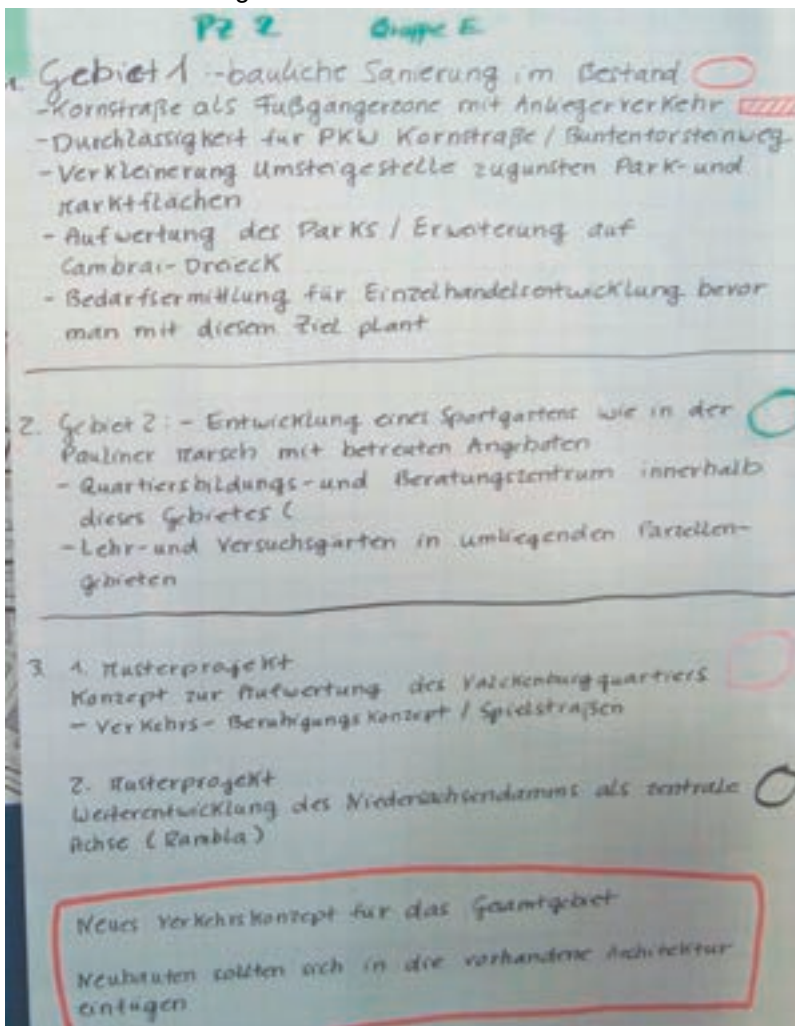 PZ 2 Gruppe E
1. Gebiet 1 - bauliche Sanierung im Bestand
- Kornstraße als Fußgängerzone mit Anliegerverkehr
- Durchlässigkeit für PKW Kornstraße / Buntentorsteinweg
- Verkleinerung Umsteigestelle zugunsten Park- und
Marktflächen
- Aufwertung des Parks / Erweiterung auf
Cambrai-Dreieck
- Bedarfsermittlung für Einzelhandelsentwicklung bevor
man mit diesem Ziel plant
2. Gebiet 2: - Entwicklung eines Sportgartens wie in der
Pauliner Marsch mit betreuten Angeboten
- Quartiersbildungs- und Beratungszentrum innerhalb
dieses Gebietes (
- Lehr- und Versuchsgärten in umliegenden Parzellen-
gebieten
3. 1. Musterprojekt
Konzept zur Aufwertung des Valckenburgquartiers
- Verkehrs-Beruhigungskonzept / Spielstraßen
2. Musterprojekt
Weiterentwicklung des Niedersachsendamms als zentrale
Achse (Rambla)
Neues Verkehrskonzept für das Gesamtgebiet
Neubauten sollten sich in die vorhandene Architektur
einfügen